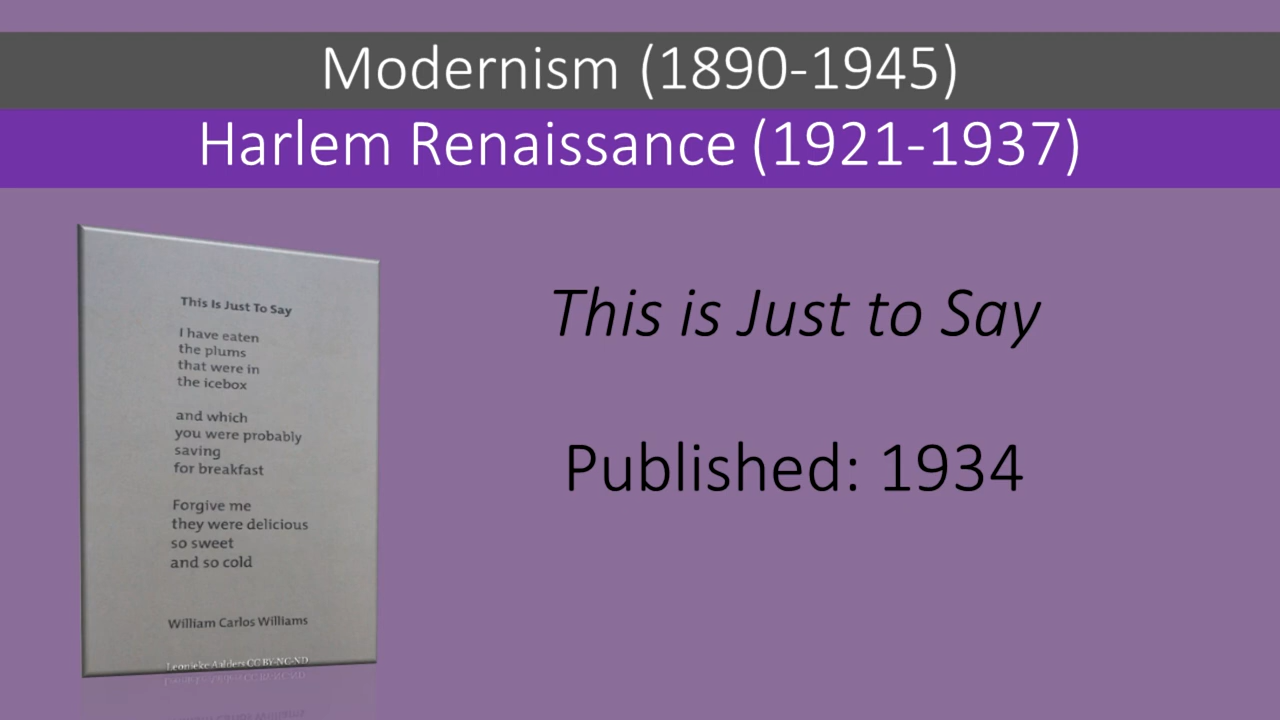 Modernism (1890-1945)
Harlem Renaissance (1921-1937)
This Is Just To Say
I have eaten
the plums
that were in
the icebox
and which
you were probably
saving
for breakfast
Forgive me
they were delicious
so sweet
and so cold
William Carlos Williams
Leonieke Aalders CC BY-NC-ND
This is Just to Say
Published: 1934